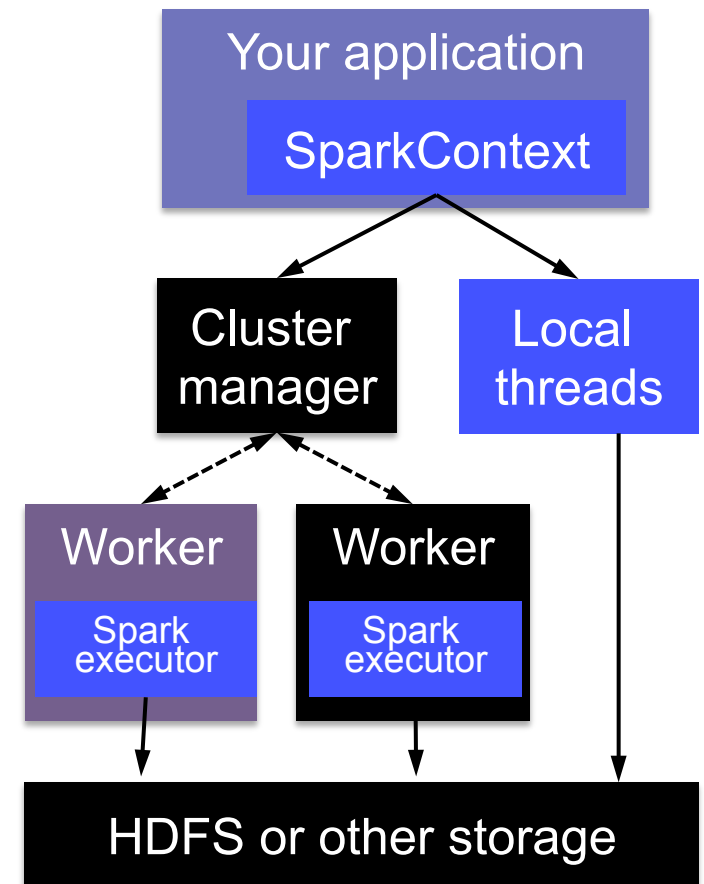 Your application
SparkContext
Cluster
manager
Local
threads
Worker
Spark
executor
Worker
Spark
executor
HDFS or other storage